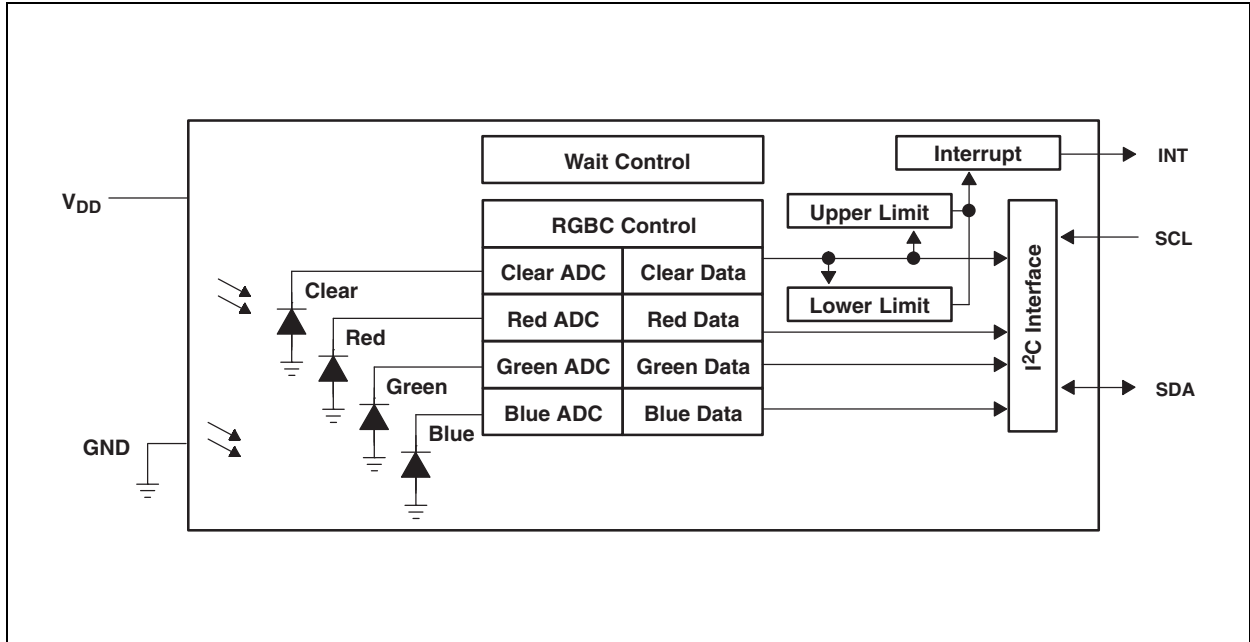 Wait Control
Interrupt
INT
V_DD
Upper Limit
RGBC Control
SCL
Clear ADC
Clear Data
Clear
Lower Limit
Red ADC
Red Data
Red
I²C Interface
Green ADC
Green Data
Green
SDA
Blue ADC
Blue Data
Blue
GND